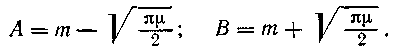 A = m − √(πμ/2); B = m + √(πμ/2).